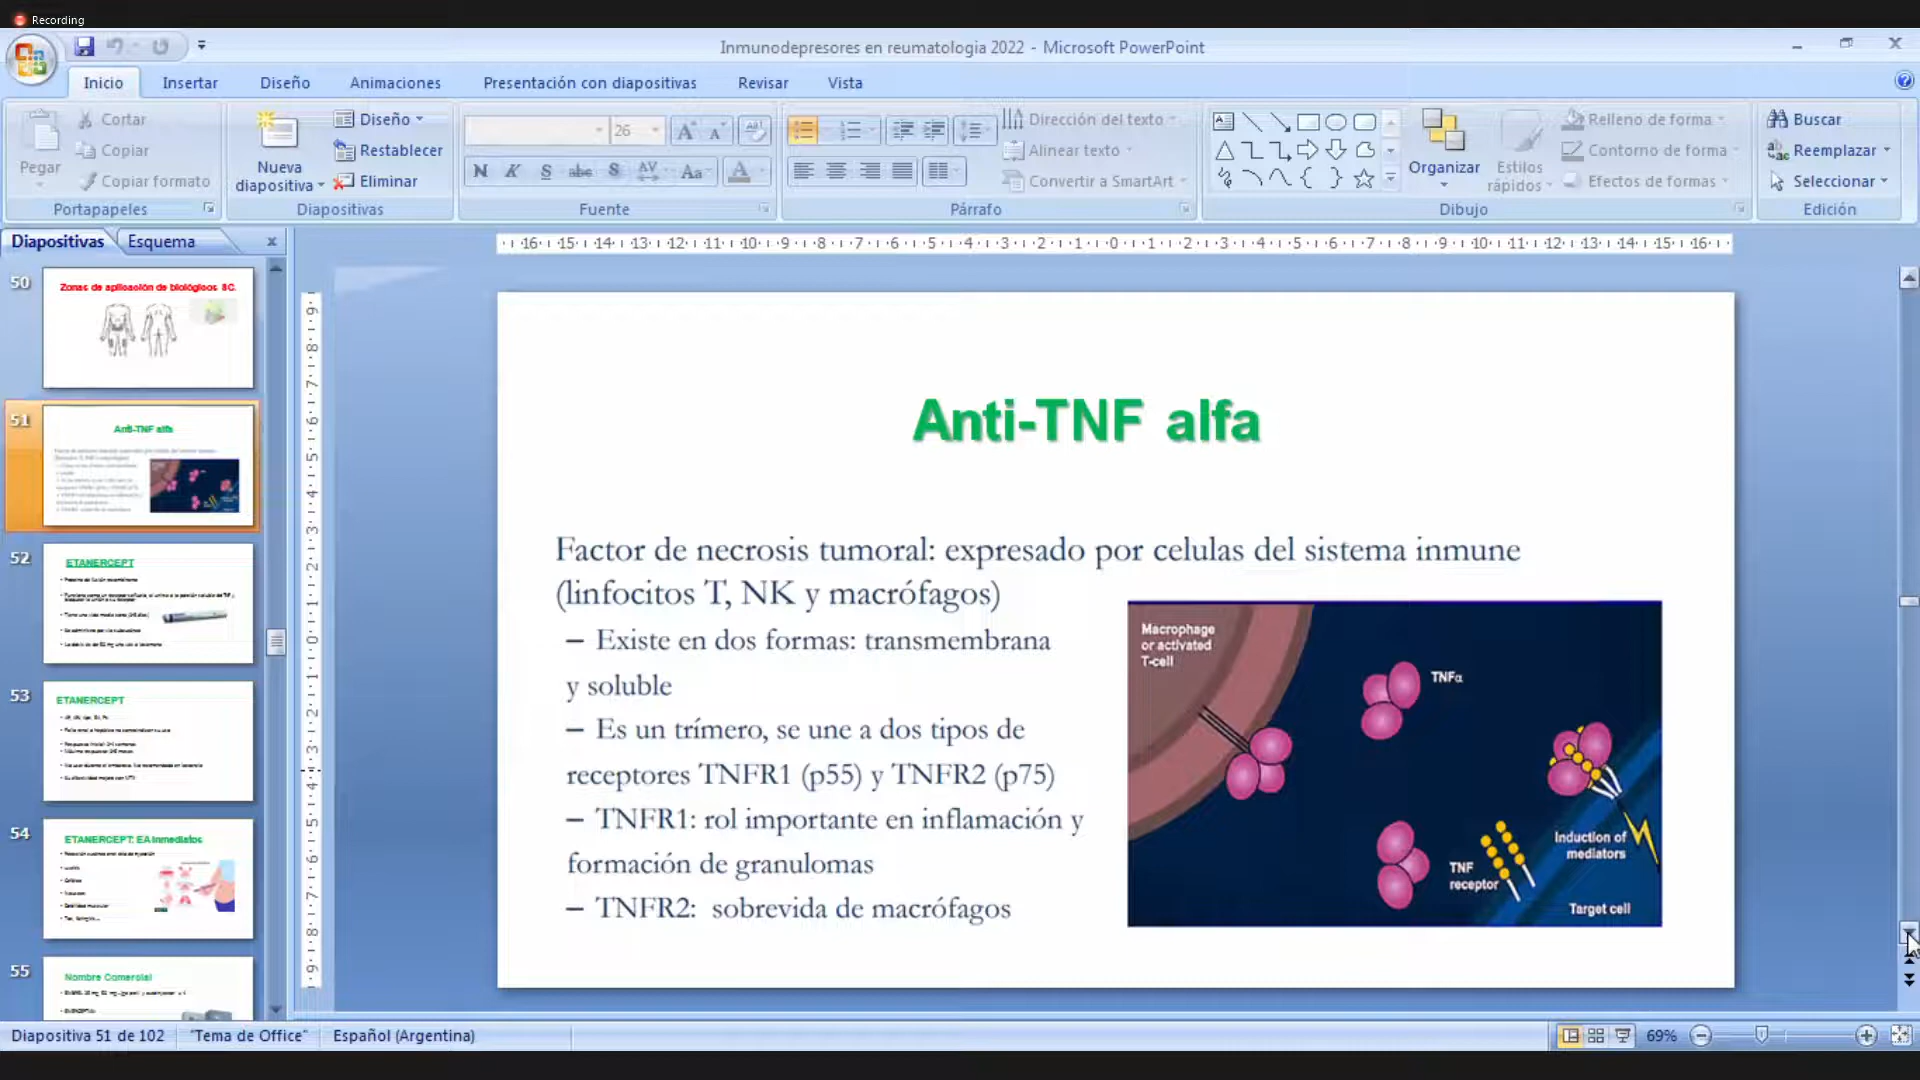 Recording
Inmunodepresores en reumatologia 2022 - Microsoft PowerPoint
Inicio Insertar Diseño Animaciones Presentación con diapositivas Revisar Vista
Pegar
Cortar
Copiar
Copiar formato
Portapapeles
Nueva diapositiva
Diseño
Restablecer
Eliminar
Diapositivas
26
N K S abc S AV Aa A
Fuente
Dirección del texto
Alinear texto
Convertir a SmartArt
Párrafo
Organizar
Estilos rápidos
Relleno de forma
Contorno de forma
Efectos de formas
Dibujo
Buscar
Reemplazar
Seleccionar
Edición
Diapositivas Esquema
50
Zonas de aplicación de biológicos SC.
51
Anti-TNF alfa
52
ETANERCEPT
53
ETANERCEPT
54
ETANERCEPT: EA Inmediatos
55
Nombre Comercial
Anti-TNF alfa
Factor de necrosis tumoral: expresado por celulas del sistema inmune
(linfocitos T, NK y macrófagos)
– Existe en dos formas: transmembrana
y soluble
– Es un trímero, se une a dos tipos de
receptores TNFR1 (p55) y TNFR2 (p75)
– TNFR1: rol importante en inflamación y
formación de granulomas
– TNFR2: sobrevida de macrófagos
Macrophage
or activated
T-cell
TNFα
Induction of
mediators
TNF
receptor
Target cell
Diapositiva 51 de 102 "Tema de Office" Español (Argentina) 69%